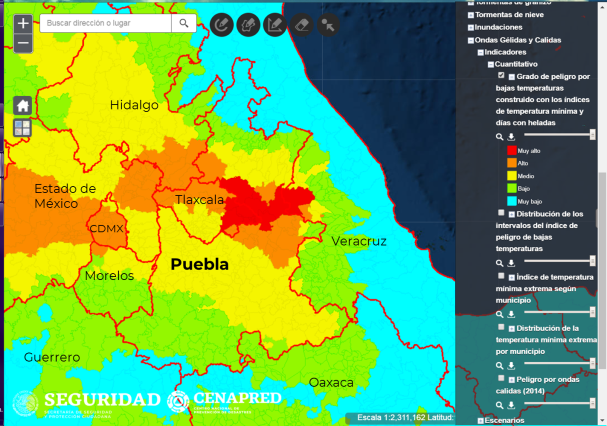 Buscar dirección o lugar
Hidalgo
Estado de
México
Tlaxcala
CDMX
Puebla
Veracruz
Morelos
Guerrero
Oaxaca
SEGURIDAD
CENAPRED
Escala 1:2,311,162 Latitud:
Tormentas de granizo
Tormentas de nieve
Inundaciones
Ondas Gélidas y Calidas
Indicadores
Cuantitativo
Grado de peligro por
bajas temperaturas
construido con los índices
de temperatura mínima y
días con heladas
Muy alto
Alto
Medio
Bajo
Muy bajo
Distribución de los
intervalos del índice de
peligro de bajas
temperaturas
Índice de temperatura
mínima extrema según
municipio
Distribución de la
temperatura mínima extrema
por municipio
Peligro por ondas
calidas (2014)
Escenarios